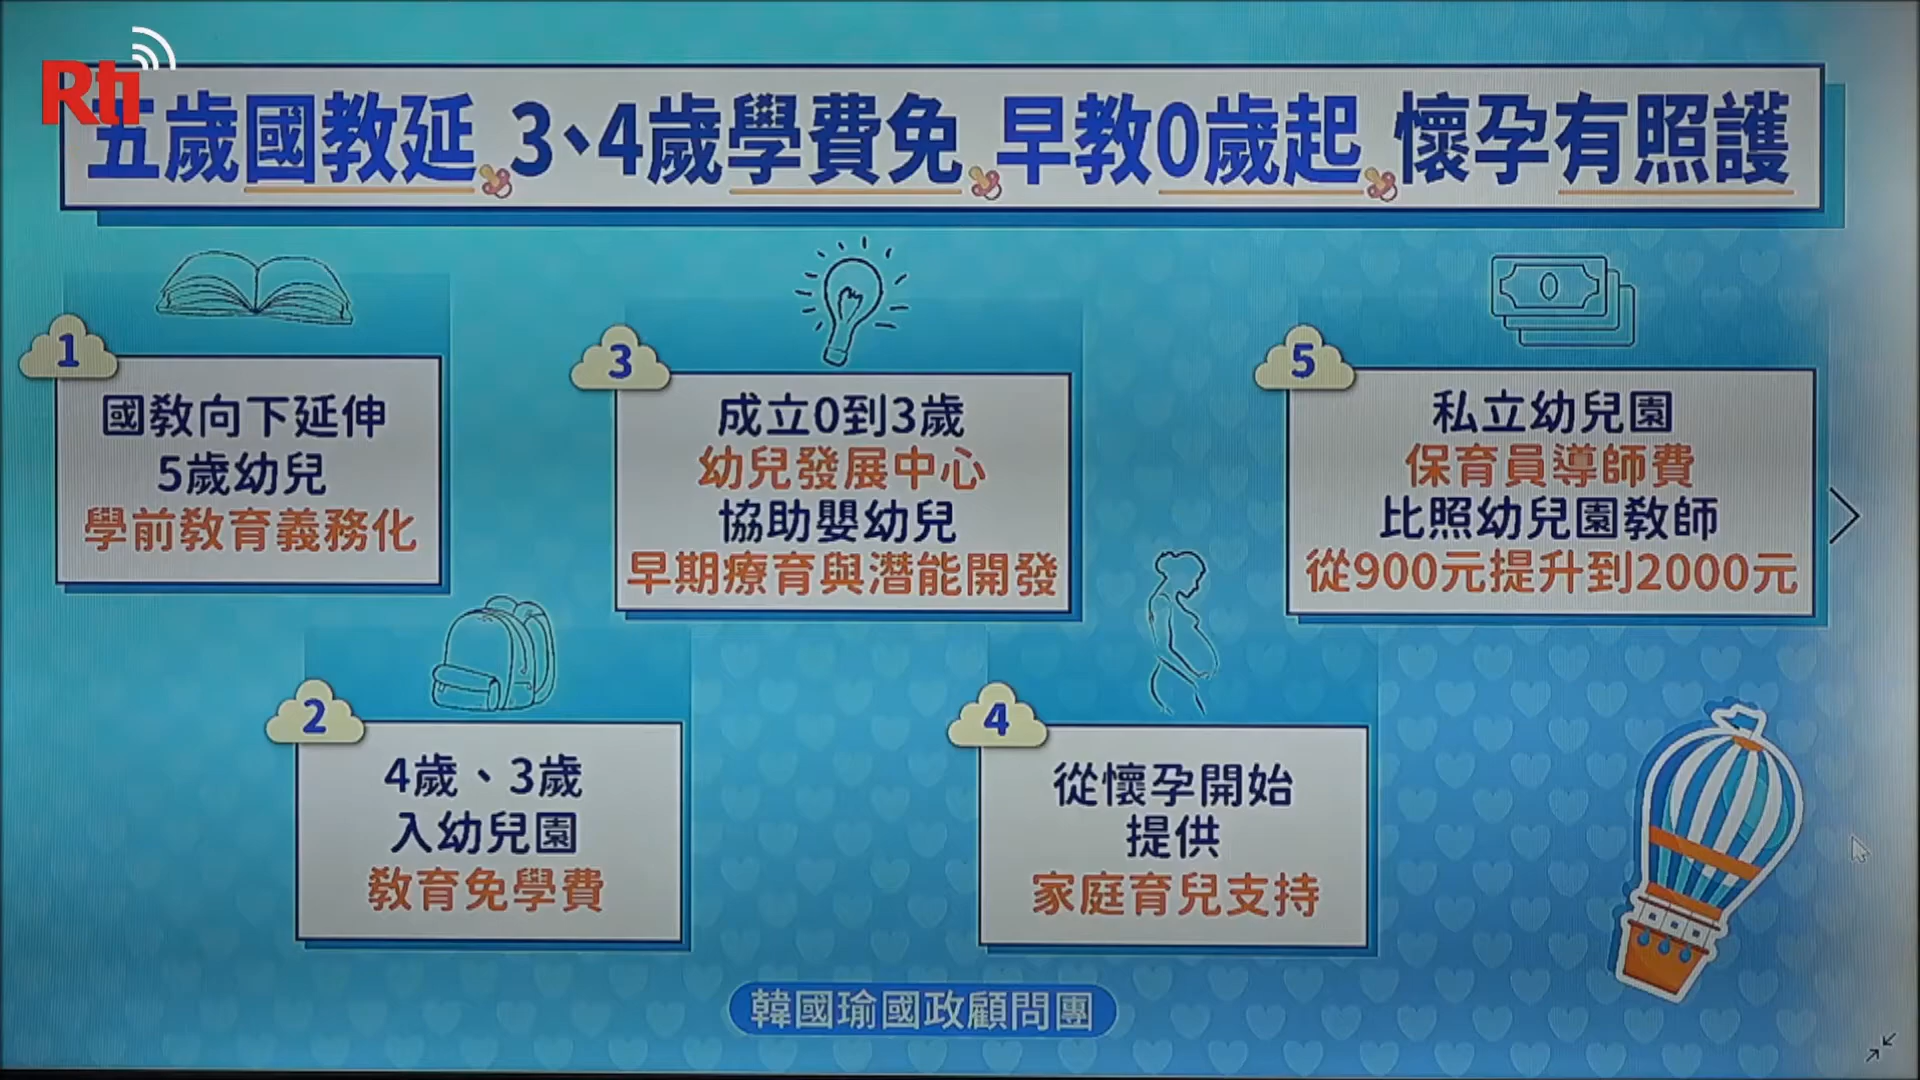 Rti
五歲國教延 3、4歲學費免 早教0歲起 懷孕有照護
1
國教向下延伸
5歲幼兒
學前教育義務化
2
4歲、3歲
入幼兒園
教育免學費
3
成立0到3歲
幼兒發展中心
協助嬰幼兒
早期療育與潛能開發
4
從懷孕開始
提供
家庭育兒支持
5
私立幼兒園
保育員導師費
比照幼兒園教師
從900元提升到2000元
韓國瑜國政顧問團